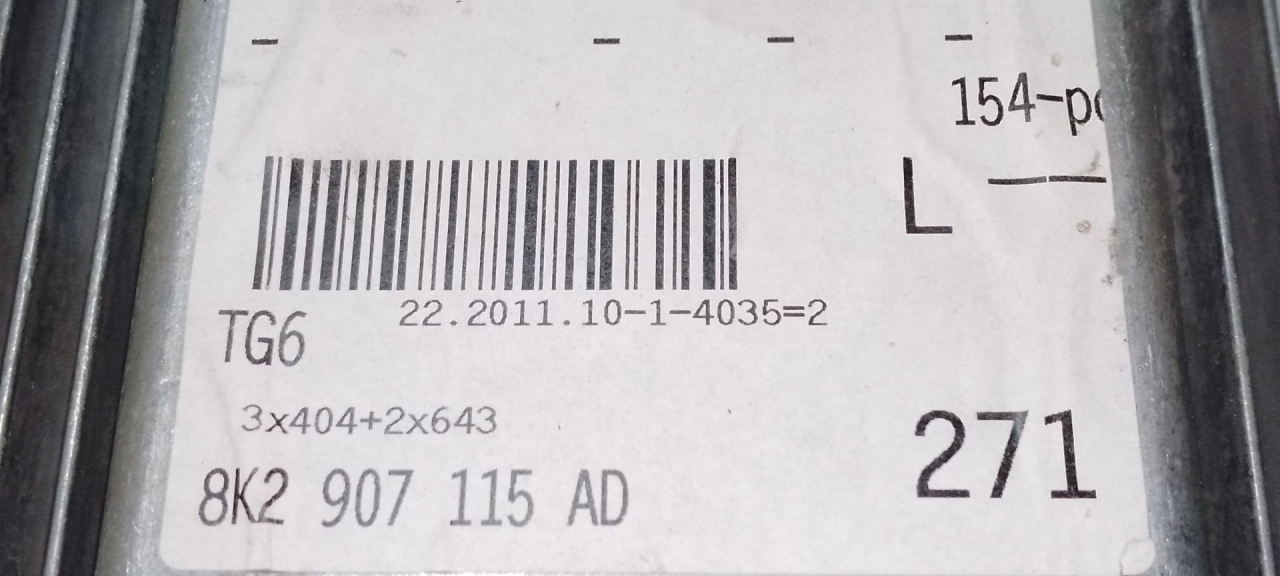 - - - -
154-p
L ——
22.2011.10-1-4035=2
TG6
3x404+2x643
271
8K2 907 115 AD